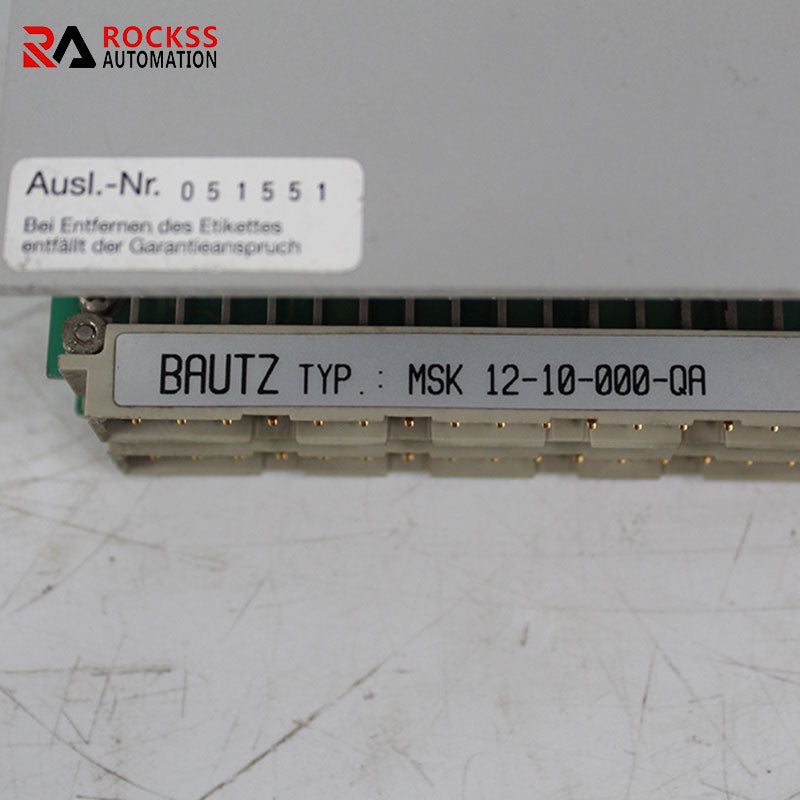 RA ROCKSS
AUTOMATION
Ausl.-Nr. 051551
Bei Entfernen des Etikettes
entfällt der Garantieanspruch
BAUTZ TYP.: MSK 12-10-000-QA